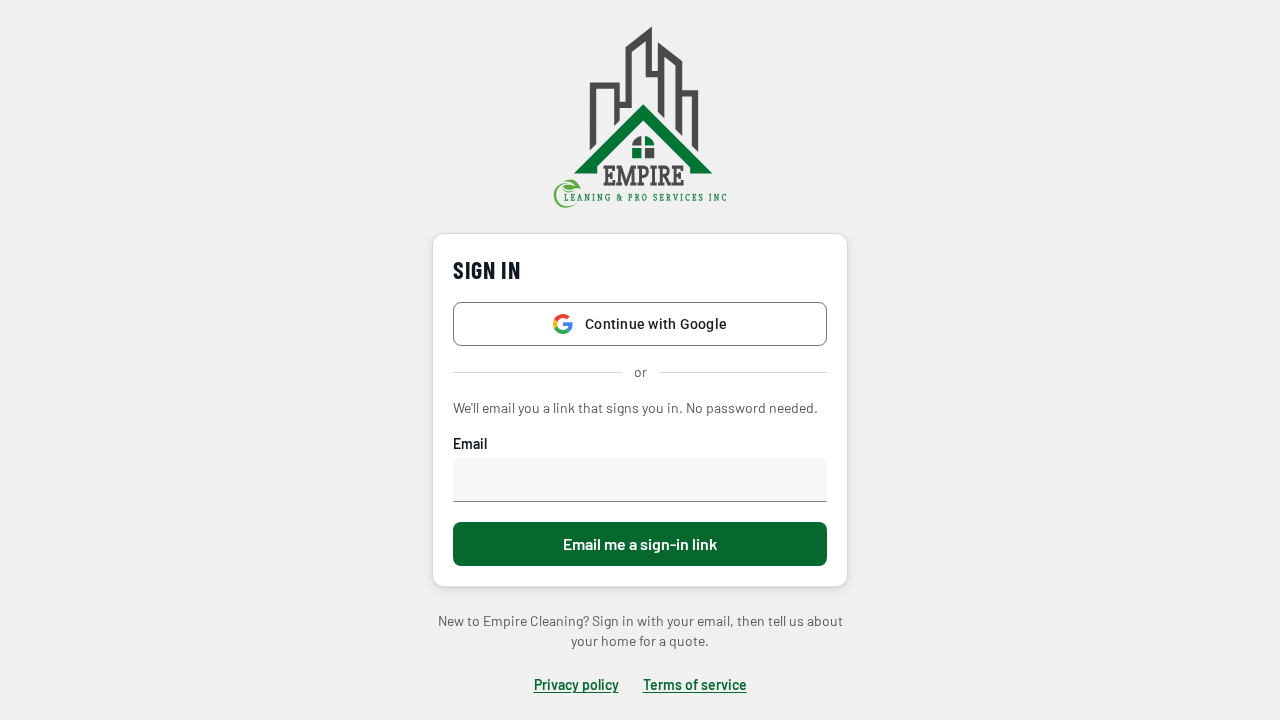 EMPIRE
CLEANING & PRO SERVICES INC
SIGN IN
Continue with Google
or
We'll email you a link that signs you in. No password needed.
Email
Email me a sign-in link
New to Empire Cleaning? Sign in with your email, then tell us about
your home for a quote.
Privacy policy Terms of service